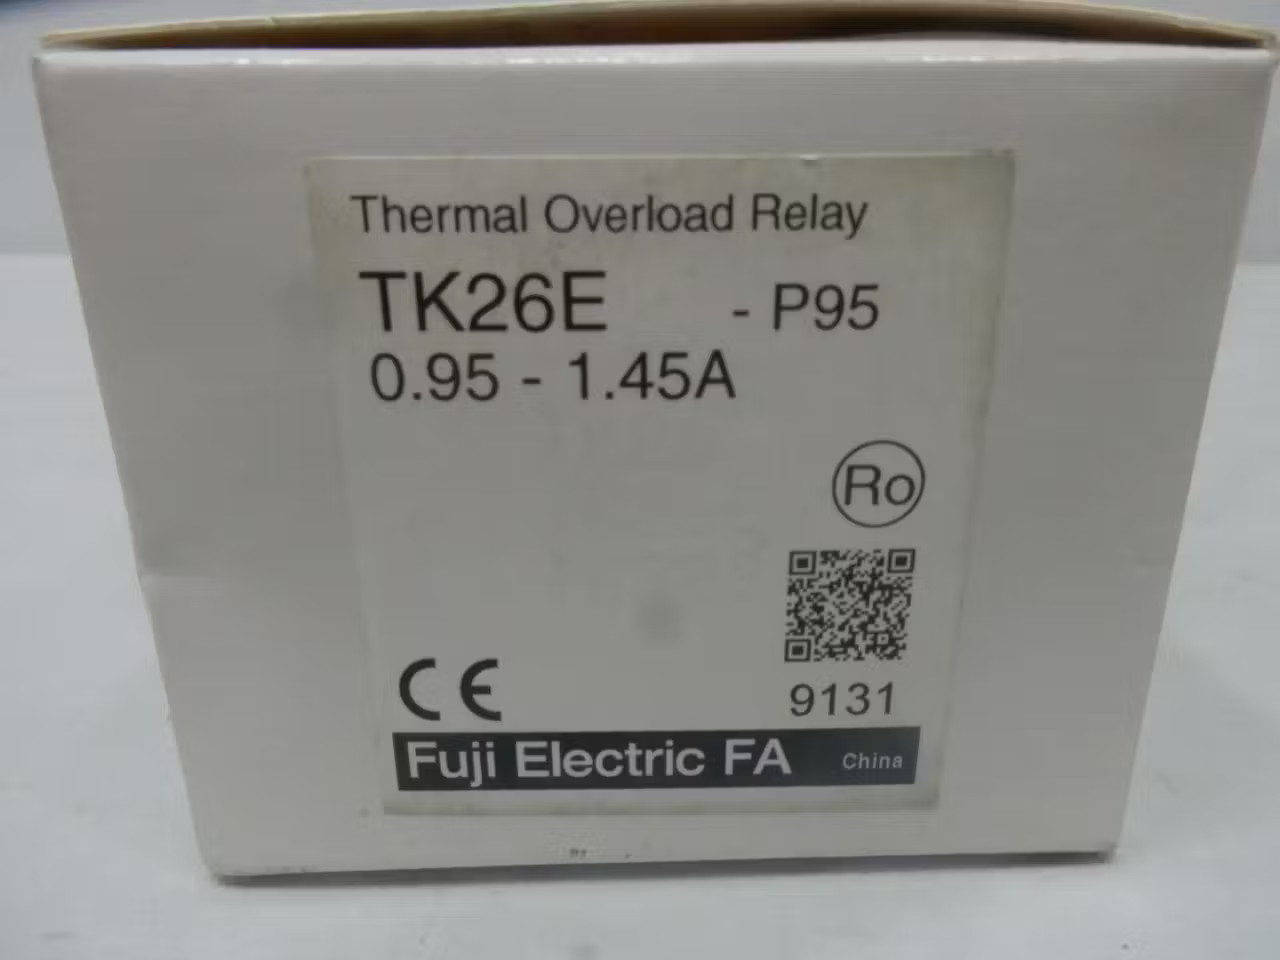 Thermal Overload Relay
TK26E - P95
0.95 - 1.45A
Ro
9131
CE
Fuji Electric FA China